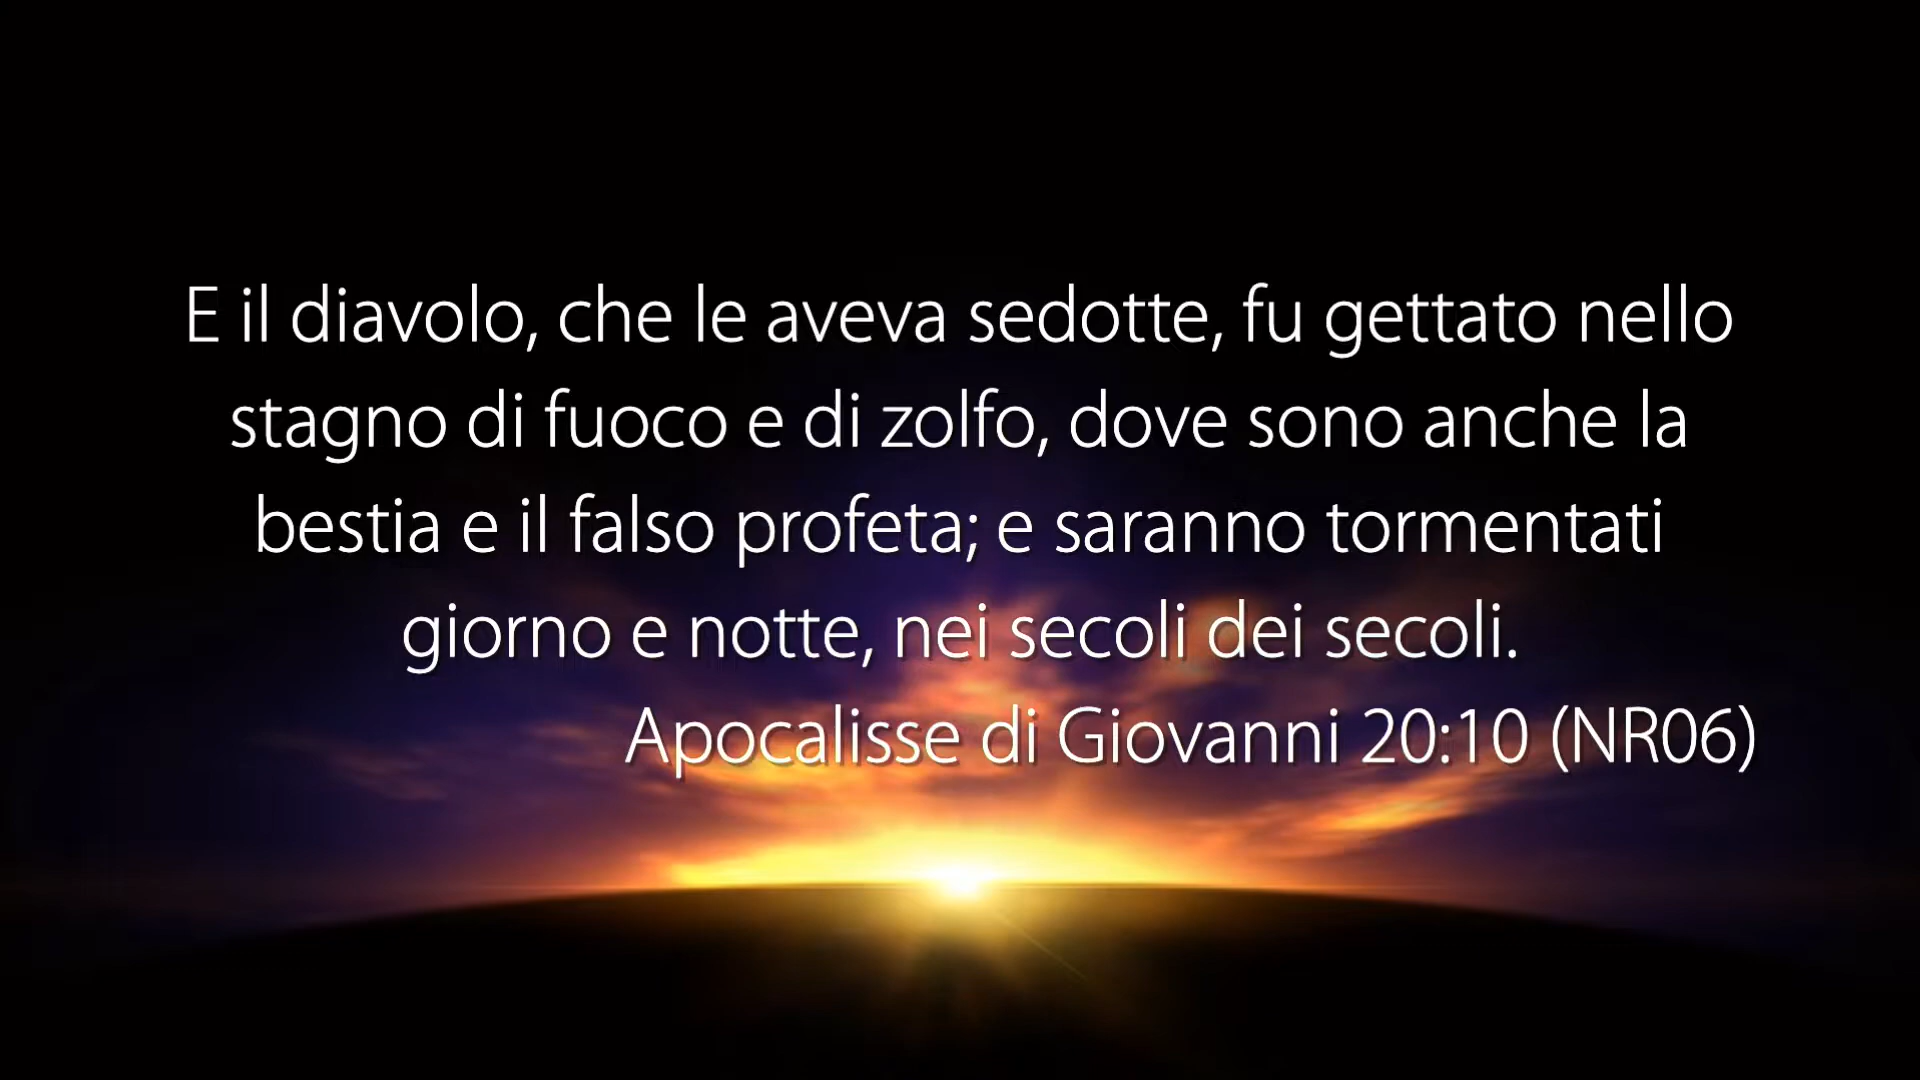 E il diavolo, che le aveva sedotte, fu gettato nello
stagno di fuoco e di zolfo, dove sono anche la
bestia e il falso profeta; e saranno tormentati
giorno e notte, nei secoli dei secoli.
Apocalisse di Giovanni 20:10 (NR06)